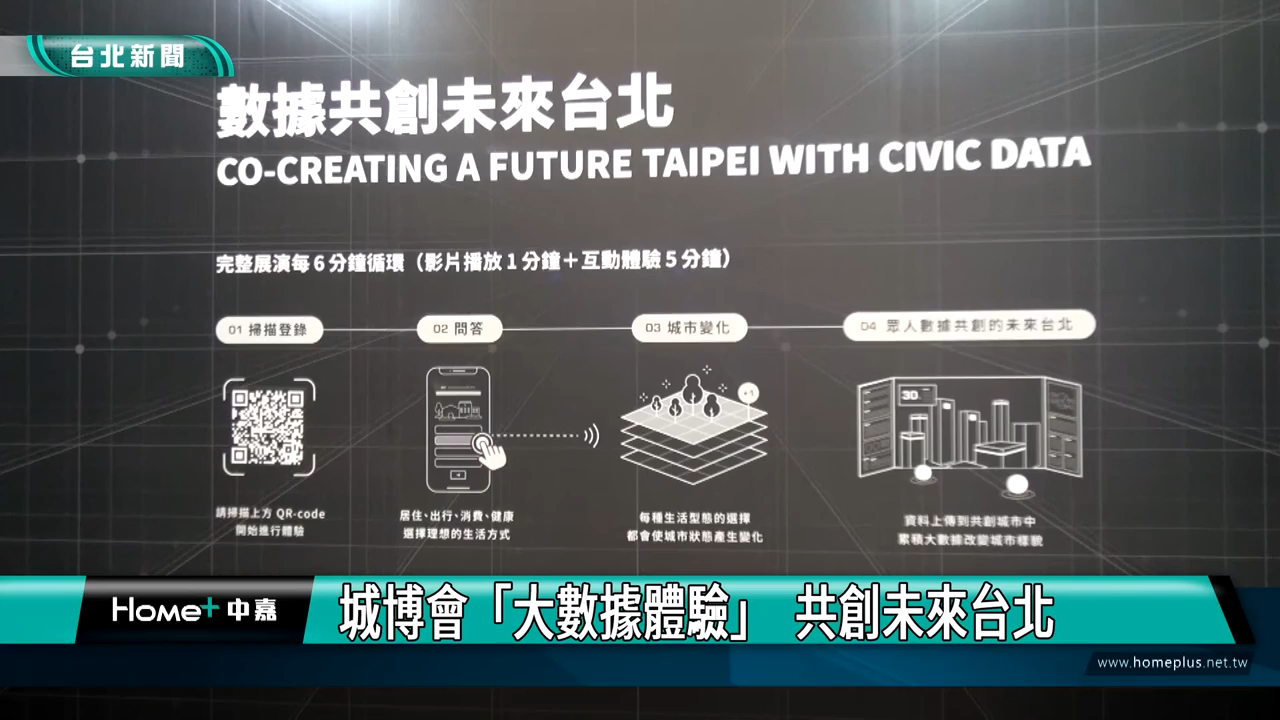 台北新聞
數據共創未來台北
CO-CREATING A FUTURE TAIPEI WITH CIVIC DATA
完整展演每6分鐘循環（影片播放1分鐘＋互動體驗5分鐘）
01 掃描登錄
02 問答
03 城市變化
04 眾人數據共創的未來台北
+1
3D
請掃描上方 QR-code
開始進行體驗
居住、出行、消費、健康
選擇理想的生活方式
每種生活型態的選擇
都會使城市狀態產生變化
資料上傳到共創城市中
累積大數據改變城市樣貌
Home+ 中嘉
城博會「大數據體驗」 共創未來台北
www.homeplus.net.tw